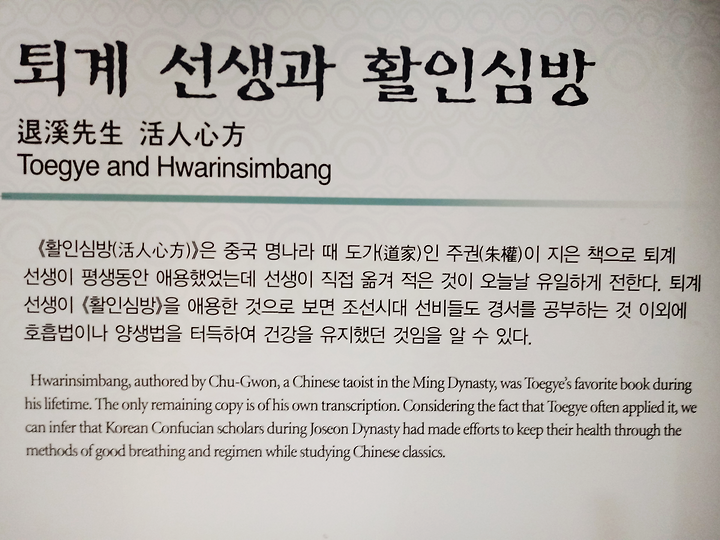 퇴계 선생과 활인심방
退溪先生 活人心方
Toegye and Hwarinsimbang
《활인심방(活人心方)》은 중국 명나라 때 도가(道家)인 주권(朱權)이 지은 책으로 퇴계
선생이 평생동안 애용했었는데 선생이 직접 옮겨 적은 것이 오늘날 유일하게 전한다. 퇴계
선생이 《활인심방》을 애용한 것으로 보면 조선시대 선비들도 경서를 공부하는 것 이외에
호흡법이나 양생법을 터득하여 건강을 유지했던 것임을 알 수 있다.
Hwarinsimbang, authored by Chu-Gwon, a Chinese taoist in the Ming Dynasty, was Toegye's favorite book during
his lifetime. The only remaining copy is of his own transcription. Considering the fact that Toegye often applied it, we
can infer that Korean Confucian scholars during Joseon Dynasty had made efforts to keep their health through the
methods of good breathing and regimen while studying Chinese classics.